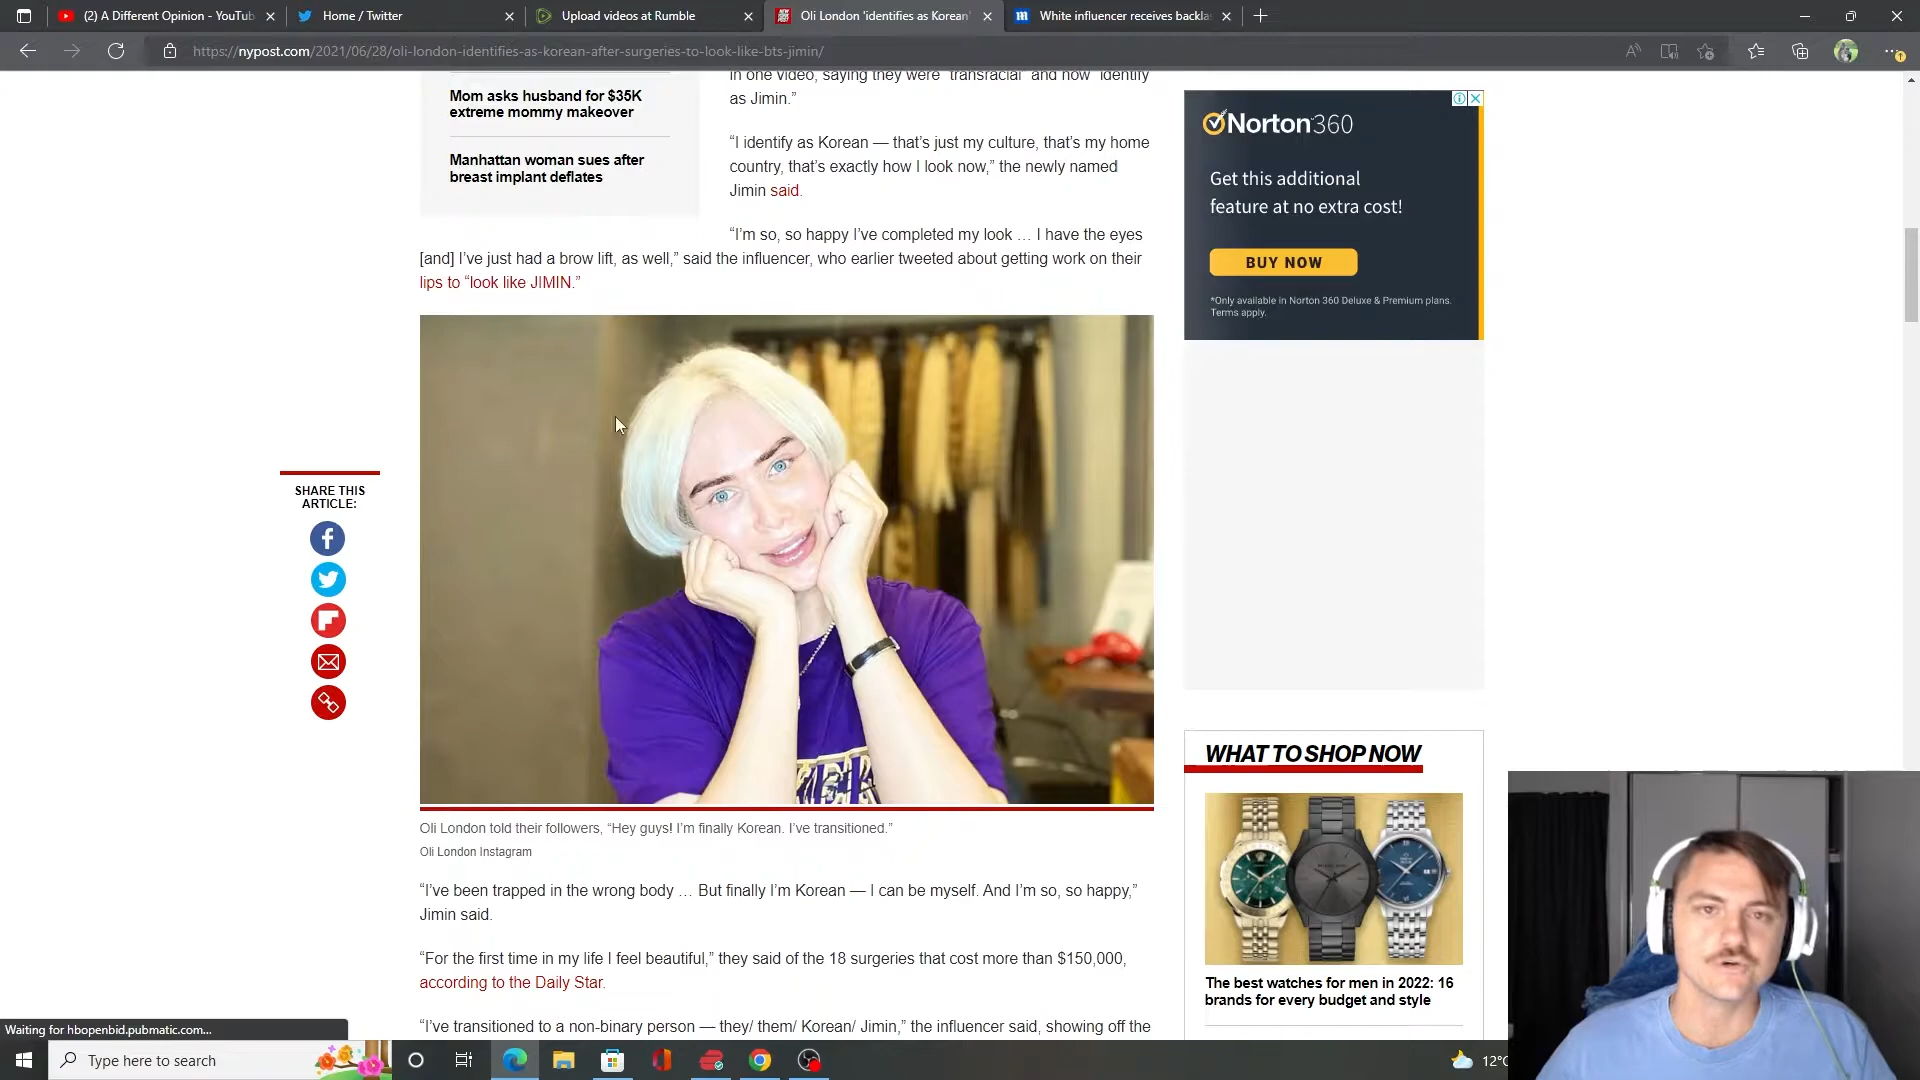 (2) A Different Opinion - YouTub
Home / Twitter
Upload videos at Rumble
Oli London 'identifies as Korean'
White influencer receives backla
https://nypost.com/2021/06/28/oli-london-identifies-as-korean-after-surgeries-to-look-like-bts-jimin/
Mom asks husband for $35K
extreme mommy makeover
Manhattan woman sues after
breast implant deflates
in one video, saying they were “transracial” and now “identify
as Jimin.”
“I identify as Korean — that’s just my culture, that’s my home
country, that’s exactly how I look now,” the newly named
Jimin said.
“I’m so, so happy I’ve completed my look … I have the eyes
[and] I’ve just had a brow lift, as well,” said the influencer, who earlier tweeted about getting work on their
lips to “look like JIMIN.”
Norton 360
Get this additional
feature at no extra cost!
BUY NOW
*Only available in Norton 360 Deluxe & Premium plans.
Terms apply.
SHARE THIS
ARTICLE:
Oli London told their followers, “Hey guys! I’m finally Korean. I’ve transitioned.”
Oli London Instagram
“I’ve been trapped in the wrong body … But finally I’m Korean — I can be myself. And I’m so, so happy,”
Jimin said.
“For the first time in my life I feel beautiful,” they said of the 18 surgeries that cost more than $150,000,
according to the Daily Star.
“I’ve transitioned to a non-binary person — they/ them/ Korean/ Jimin,” the influencer said, showing off the
WHAT TO SHOP NOW
The best watches for men in 2022: 16
brands for every budget and style
Waiting for hbopenbid.pubmatic.com...
Type here to search
12°C